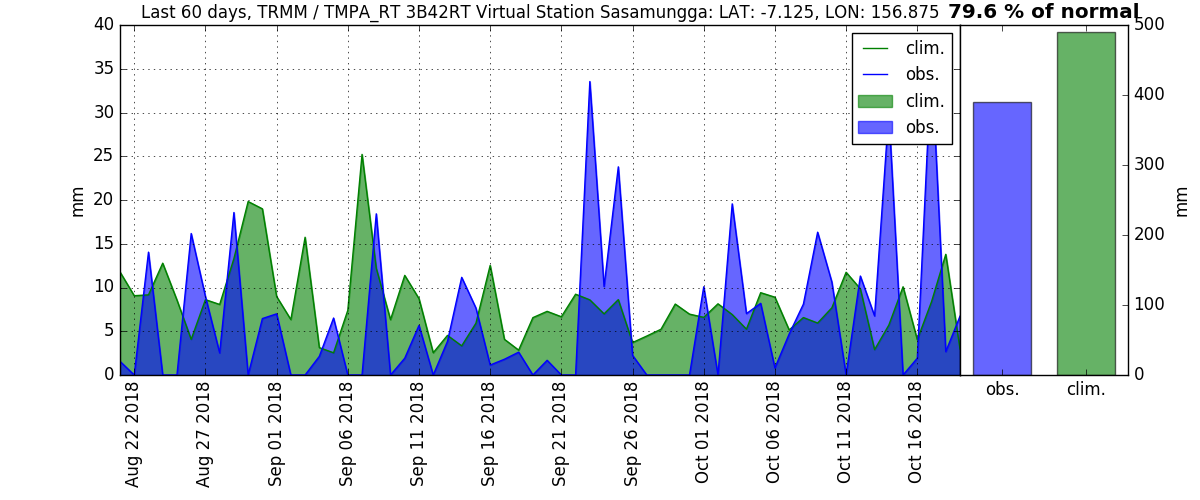 Last 60 days, TRMM / TMPA_RT 3B42RT Virtual Station Sasamungga: LAT: -7.125, LON: 156.875
79.6 % of normal
40
35
30
25
20
15
10
5
0
mm
clim.
obs.
clim.
obs.
500
400
300
200
100
0
mm
obs.
clim.
Aug 22 2018
Aug 27 2018
Sep 01 2018
Sep 06 2018
Sep 11 2018
Sep 16 2018
Sep 21 2018
Sep 26 2018
Oct 01 2018
Oct 06 2018
Oct 11 2018
Oct 16 2018